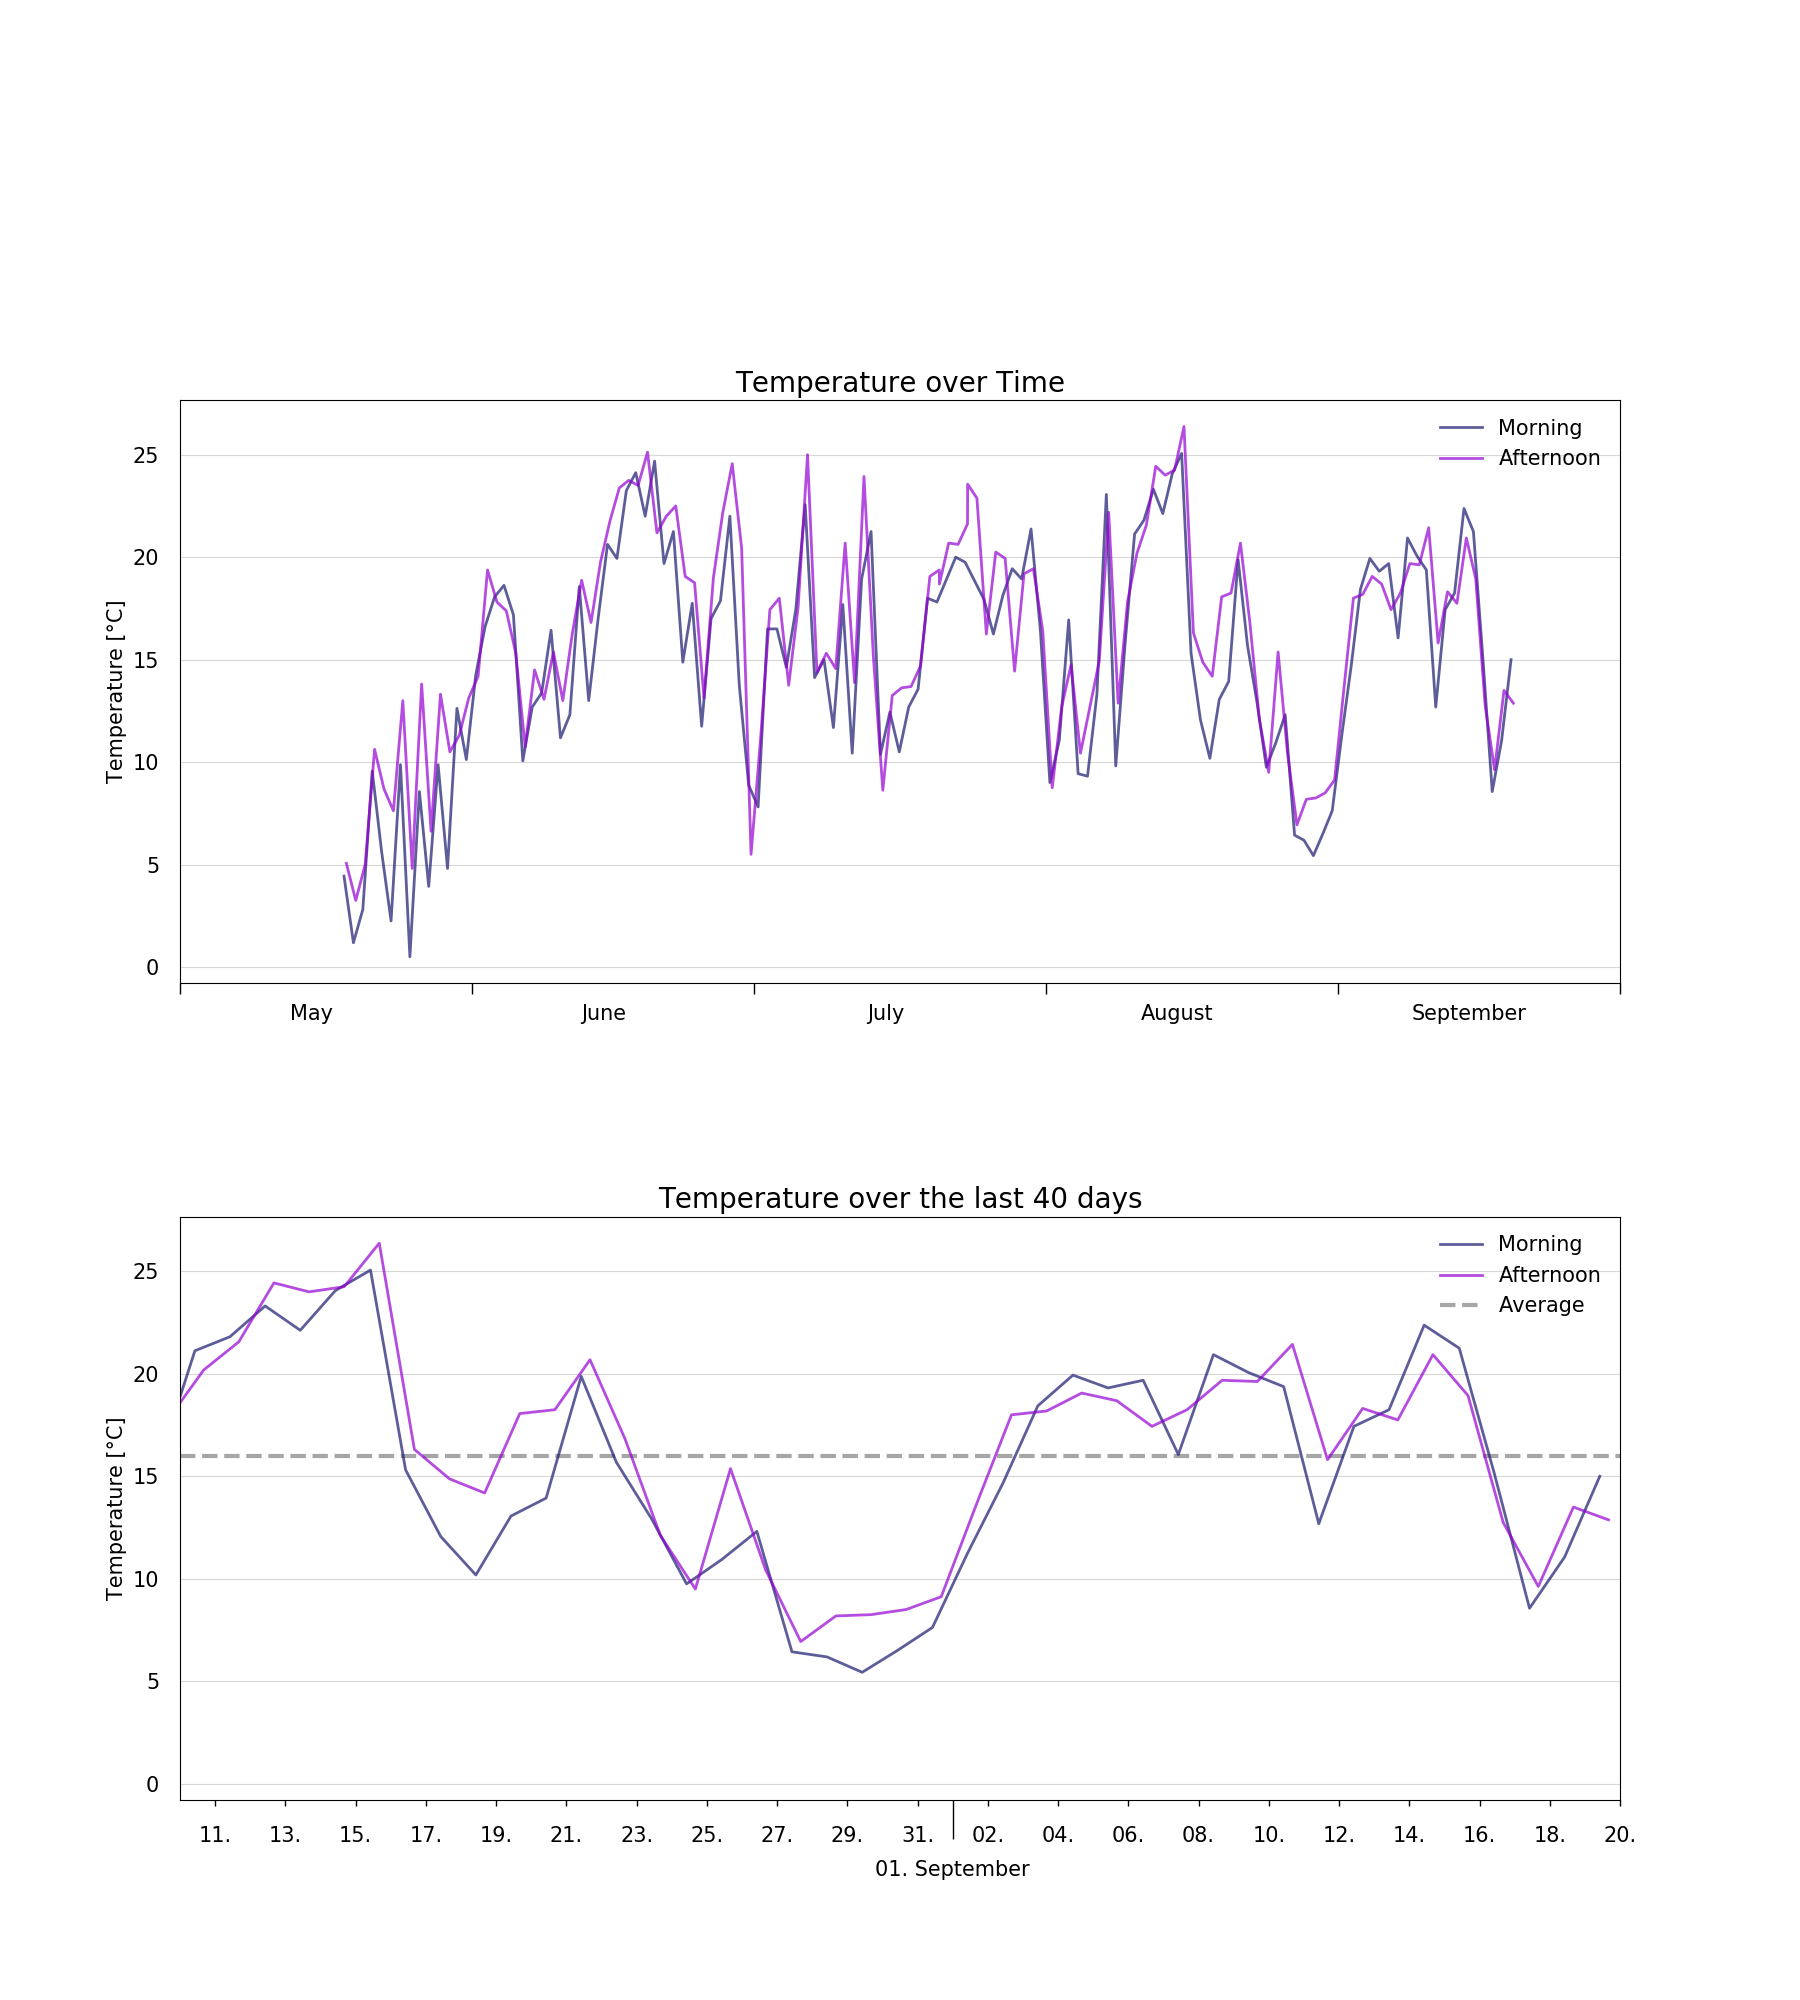 Temperature over Time
Morning
Afternoon
25
20
15
10
5
0
Temperature [°C]
May June July August September
Temperature over the last 40 days
Morning
Afternoon
Average
25
20
15
10
5
0
Temperature [°C]
11. 13. 15. 17. 19. 21. 23. 25. 27. 29. 31. 02. 04. 06. 08. 10. 12. 14. 16. 18. 20.
01. September